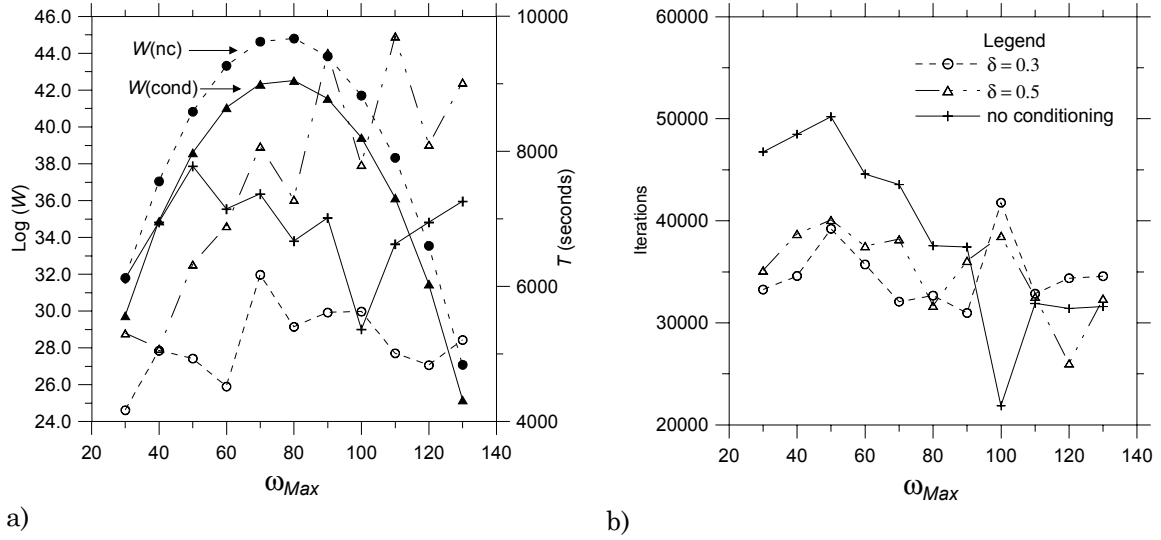 46.0
44.0
42.0
40.0
38.0
36.0
34.0
32.0
30.0
28.0
26.0
24.0
Log (W)
W(nc)
W(cond)
10000
8000
6000
4000
T (seconds)
20 40 60 80 100 120 140
ωMax
a)
60000
50000
40000
30000
20000
Iterations
Legend
δ = 0.3
δ = 0.5
no conditioning
20 40 60 80 100 120 140
ωMax
b)